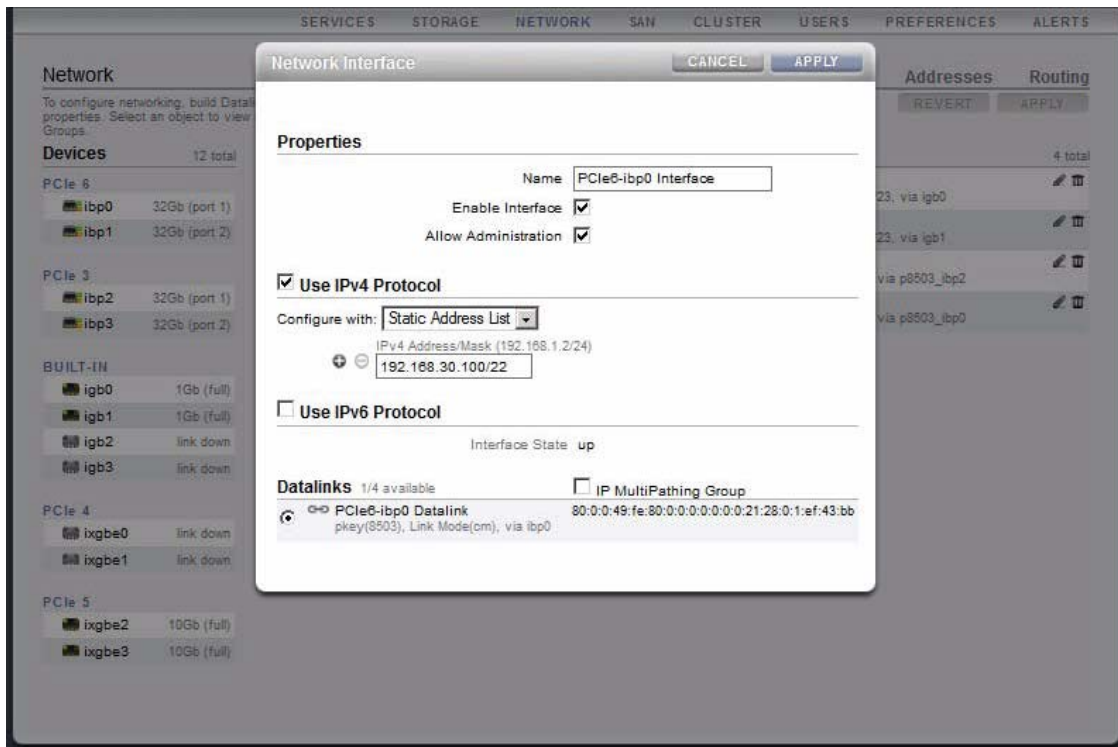 SERVICES STORAGE NETWORK SAN CLUSTER USERS PREFERENCES ALERTS
Network Interface CANCEL APPLY
Network Addresses Routing
To configure networking, build Datali
properties. Select an object to view
Groups.
REVERT APPLY
Properties
Devices 12 total 4 total
Name PCIe6-ibp0 Interface
Enable Interface
Allow Administration
PCIe 6
ibp0 32Gb (port 1)
ibp1 32Gb (port 2)
23, via igb0
23, via igb1
via p8503_ibp2
via p8503_ibp0
PCIe 3
ibp2 32Gb (port 1)
ibp3 32Gb (port 2)
Use IPv4 Protocol
Configure with: Static Address List
IPv4 Address/Mask (192.168.1.2/24)
192.168.30.100/22
BUILT-IN
igb0 1Gb (full)
igb1 1Gb (full)
igb2 link down
igb3 link down
Use IPv6 Protocol
Interface State up
Datalinks 1/4 available IP MultiPathing Group
PCIe6-ibp0 Datalink 80:0:0:49:fe:80:0:0:0:0:0:0:0:21:28:0:1:ef:43:bb
pkey(8503), Link Mode(cm), via ibp0
PCIe 4
ixgbe0 link down
ixgbe1 link down
PCIe 5
ixgbe2 10Gb (full)
ixgbe3 10Gb (full)